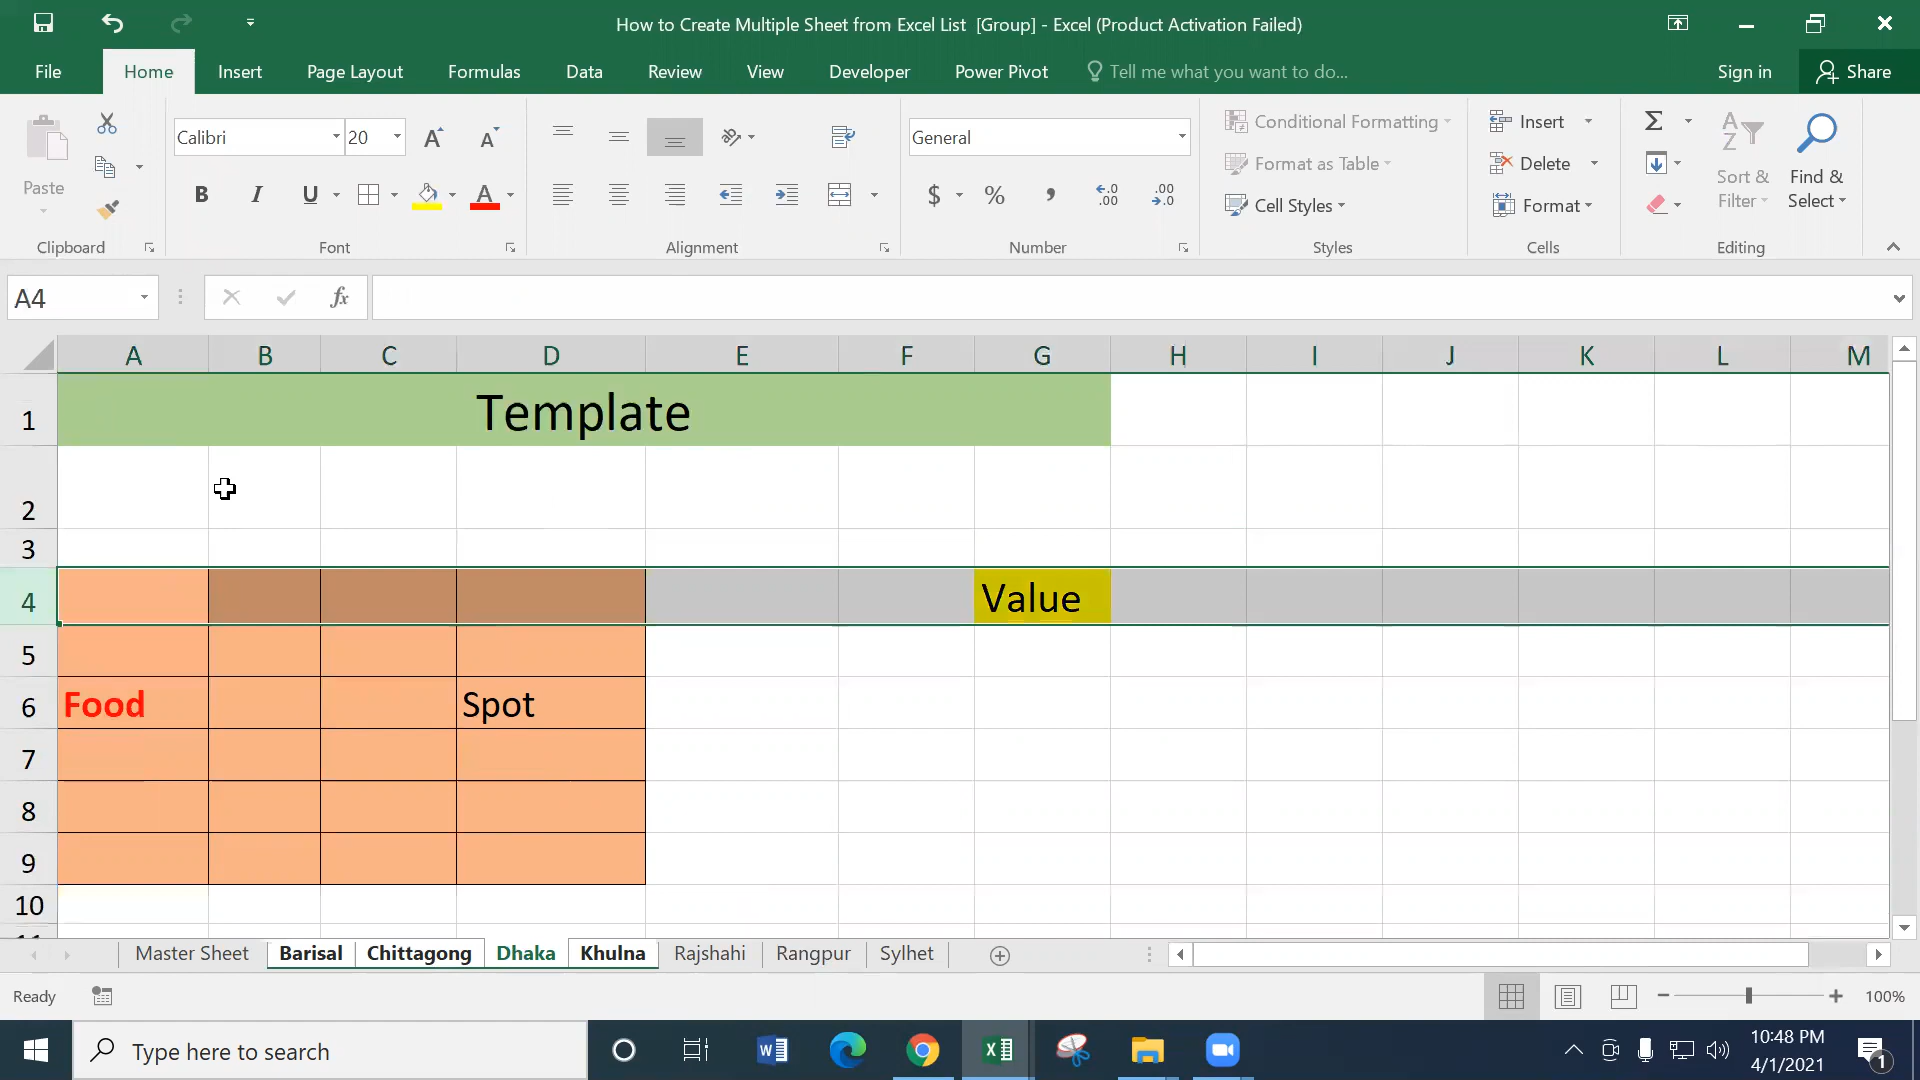 How to Create Multiple Sheet from Excel List [Group] - Excel (Product Activation Failed)
File Home Insert Page Layout Formulas Data Review View Developer Power Pivot Tell me what you want to do... Sign in Share
Paste
Clipboard
Calibri 20
B I U A
Font
Alignment
General
$ % ,
Number
Conditional Formatting
Format as Table
Cell Styles
Styles
Insert
Delete
Format
Cells
Sort & Filter
Find & Select
Editing
A4 fx
A B C D E F G H I J K L M
1 Template
2
3
4 Value
5
6 Food Spot
7
8
9
10
11
Master Sheet Barisal Chittagong Dhaka Khulna Rajshahi Rangpur Sylhet
Ready 100%
Type here to search
10:48 PM
4/1/2021
1